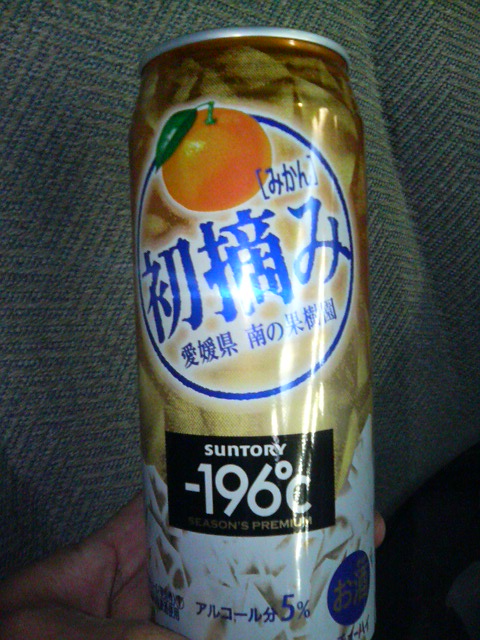 [みかん]
初摘み
愛媛県 南の果樹園
SUNTORY
-196℃
SEASON'S PREMIUM
アルコール分5%
お酒